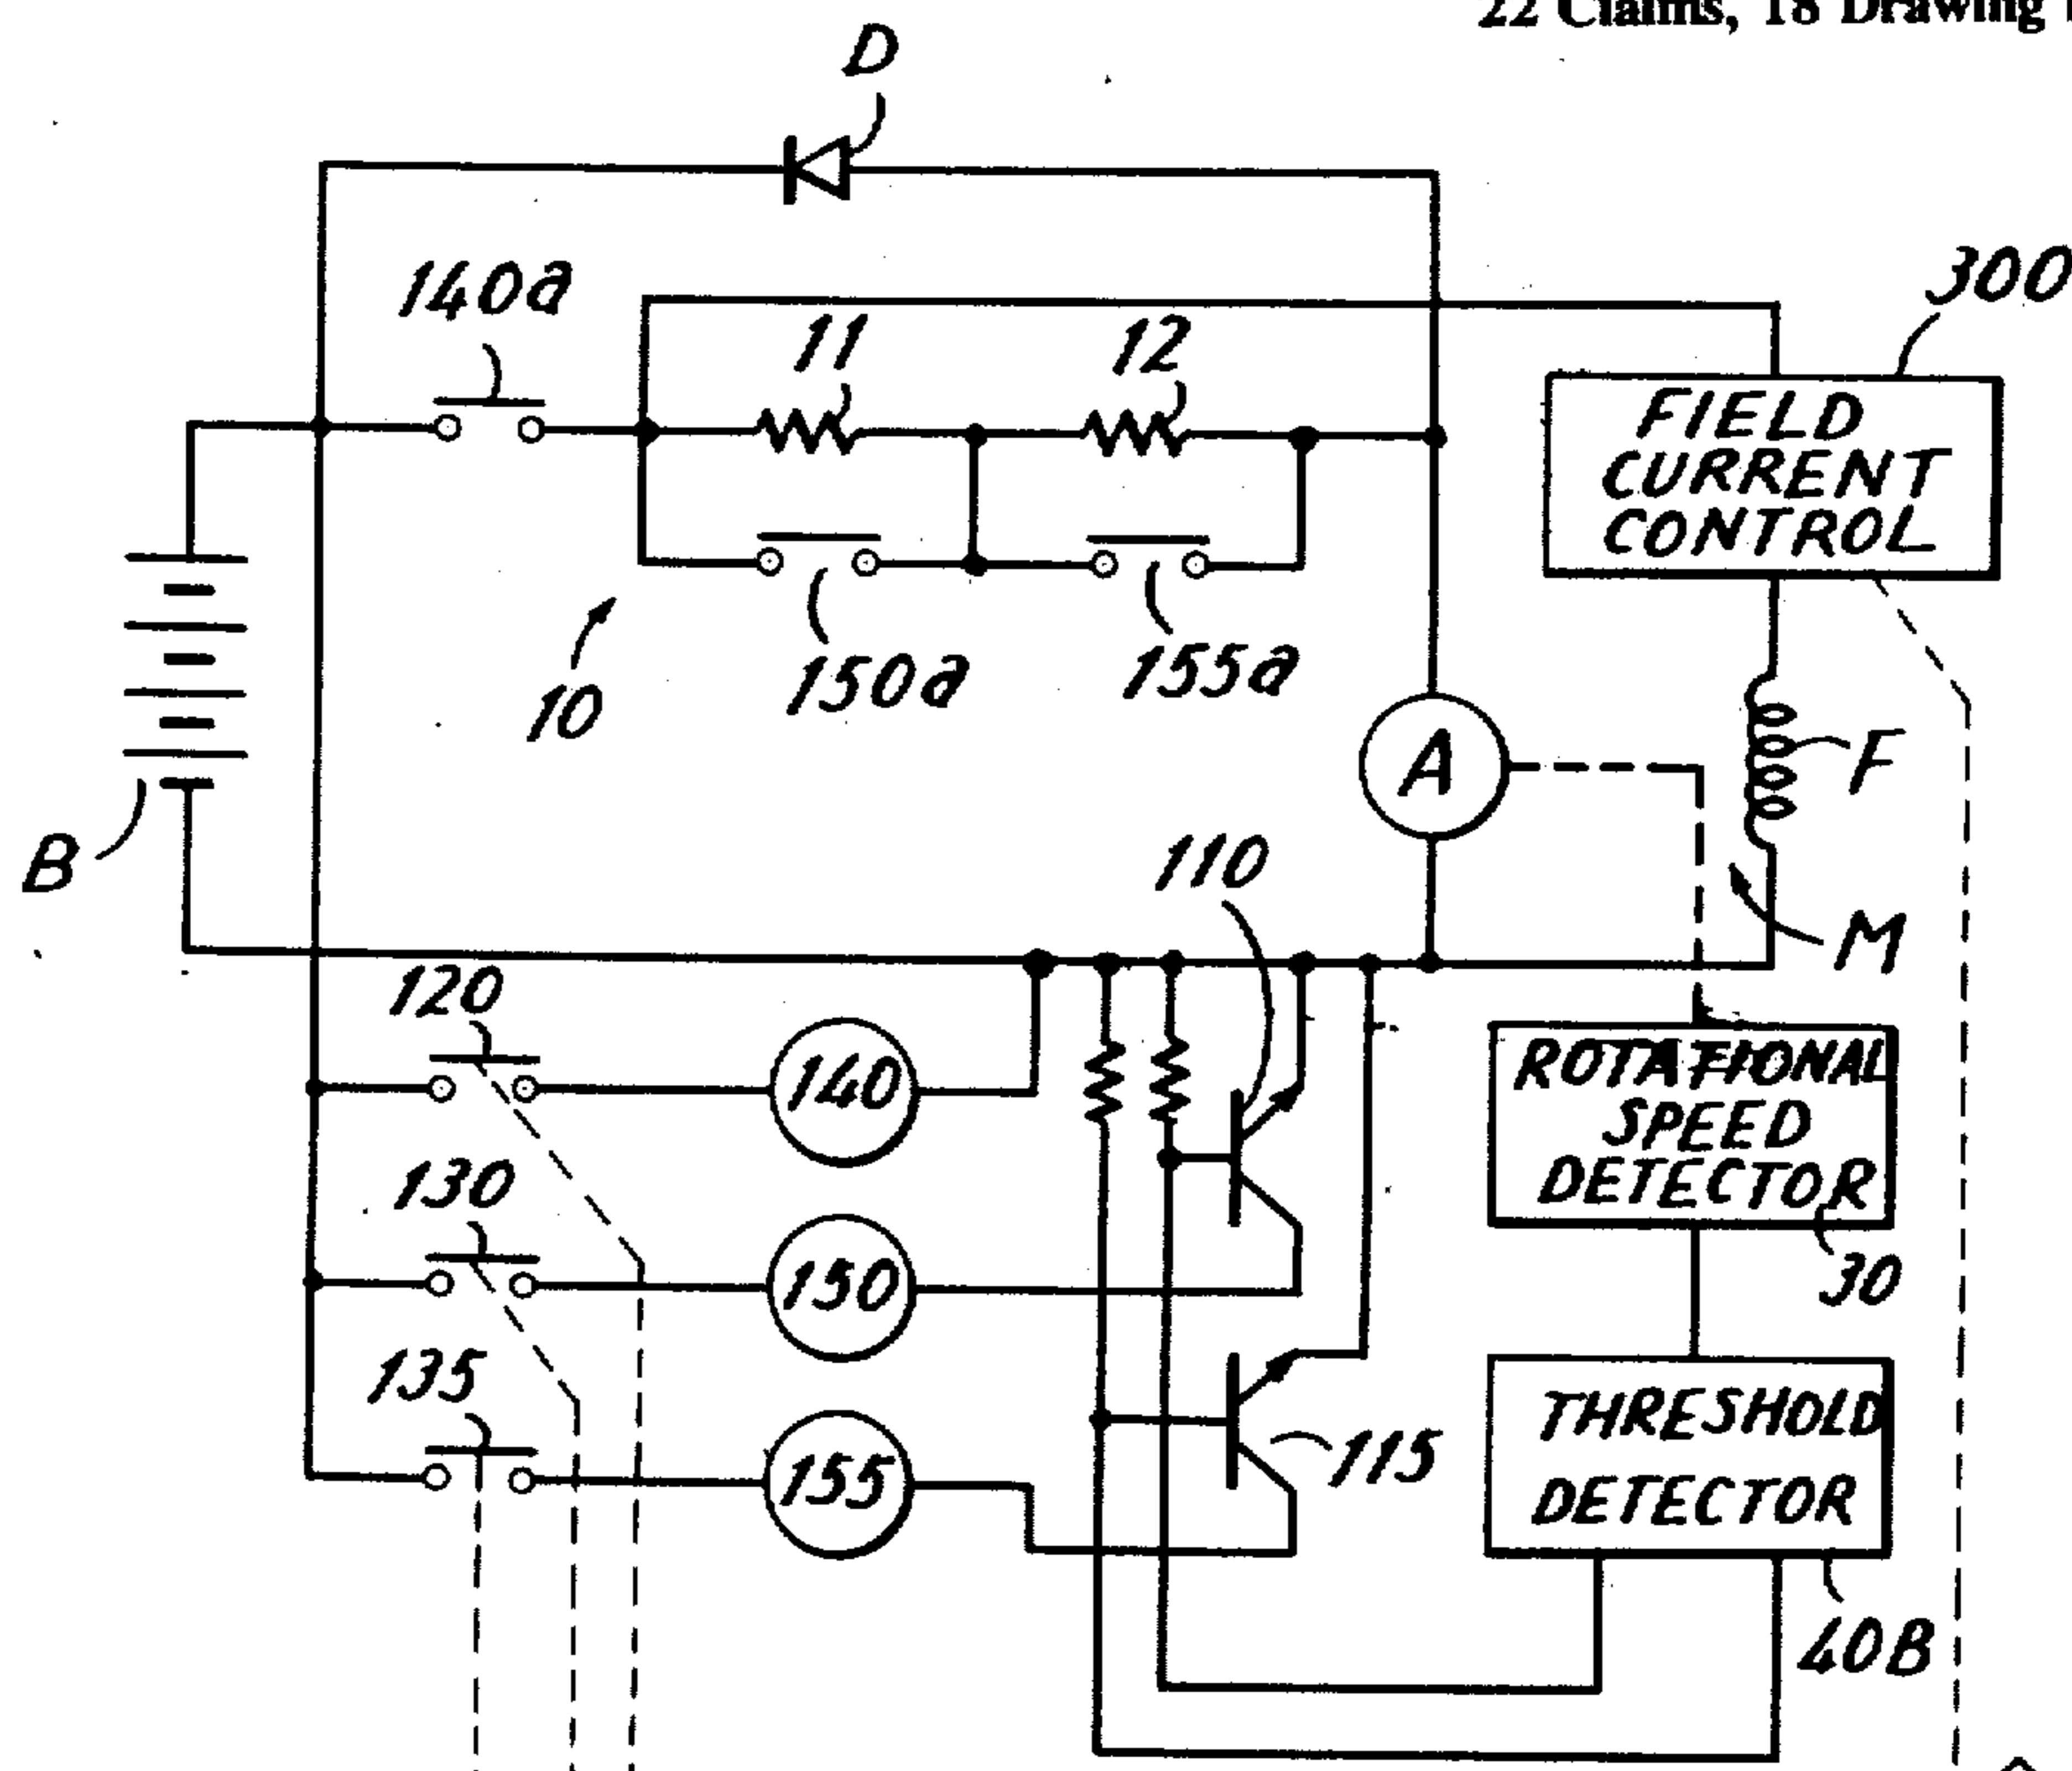 22 Claims, 18 Drawing
D
140a
300
11
12
FIELD
CURRENT
CONTROL
150a
155a
10
A
F
B
110
M
120
140
ROTATIONAL
SPEED
DETECTOR
130
150
30
135
THRESHOLD
DETECTOR
155
115
40B